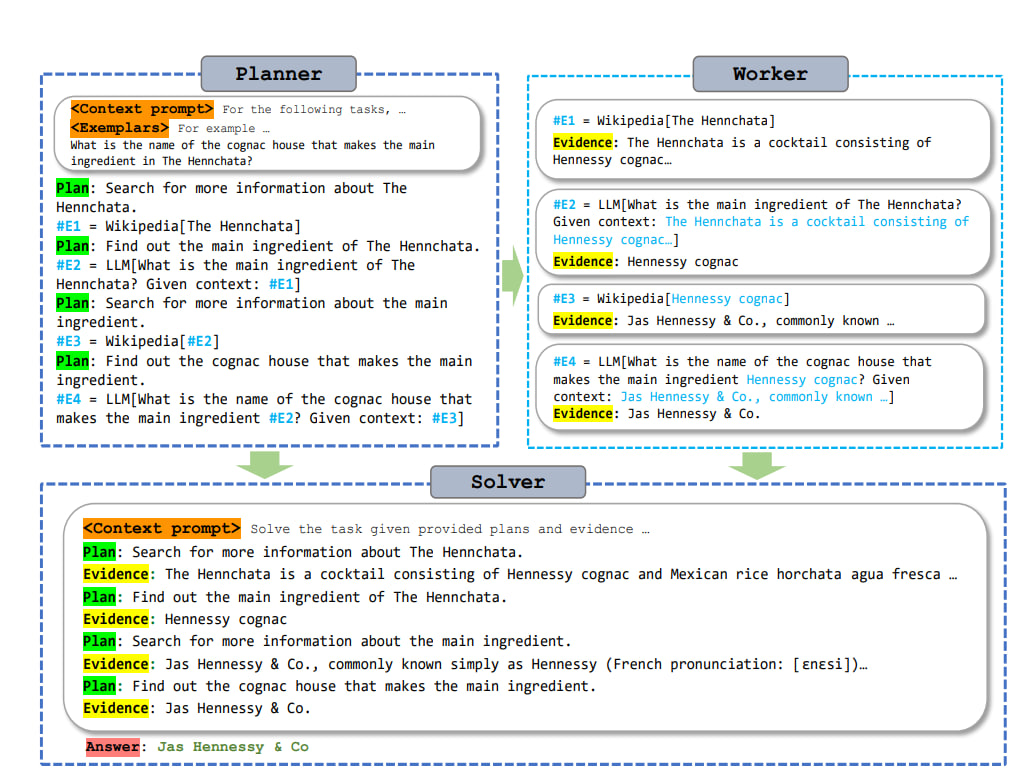 Planner
<Context prompt> For the following tasks, …
<Exemplars> For example …
What is the name of the cognac house that makes the main
ingredient in The Hennchata?
Plan: Search for more information about The
Hennchata.
#E1 = Wikipedia[The Hennchata]
Plan: Find out the main ingredient of The Hennchata.
#E2 = LLM[What is the main ingredient of The
Hennchata? Given context: #E1]
Plan: Search for more information about the main
ingredient.
#E3 = Wikipedia[#E2]
Plan: Find out the cognac house that makes the main
ingredient.
#E4 = LLM[What is the name of the cognac house that
makes the main ingredient #E2? Given context: #E3]
Worker
#E1 = Wikipedia[The Hennchata]
Evidence: The Hennchata is a cocktail consisting of
Hennessy cognac…
#E2 = LLM[What is the main ingredient of The Hennchata?
Given context: The Hennchata is a cocktail consisting of
Hennessy cognac…]
Evidence: Hennessy cognac
#E3 = Wikipedia[Hennessy cognac]
Evidence: Jas Hennessy & Co., commonly known …
#E4 = LLM[What is the name of the cognac house that
makes the main ingredient Hennessy cognac? Given
context: Jas Hennessy & Co., commonly known …]
Evidence: Jas Hennessy & Co.
Solver
<Context prompt> Solve the task given provided plans and evidence …
Plan: Search for more information about The Hennchata.
Evidence: The Hennchata is a cocktail consisting of Hennessy cognac and Mexican rice horchata agua fresca …
Plan: Find out the main ingredient of The Hennchata.
Evidence: Hennessy cognac
Plan: Search for more information about the main ingredient.
Evidence: Jas Hennessy & Co., commonly known simply as Hennessy (French pronunciation: [ɛnɛsi])…
Plan: Find out the cognac house that makes the main ingredient.
Evidence: Jas Hennessy & Co.
Answer: Jas Hennessy & Co